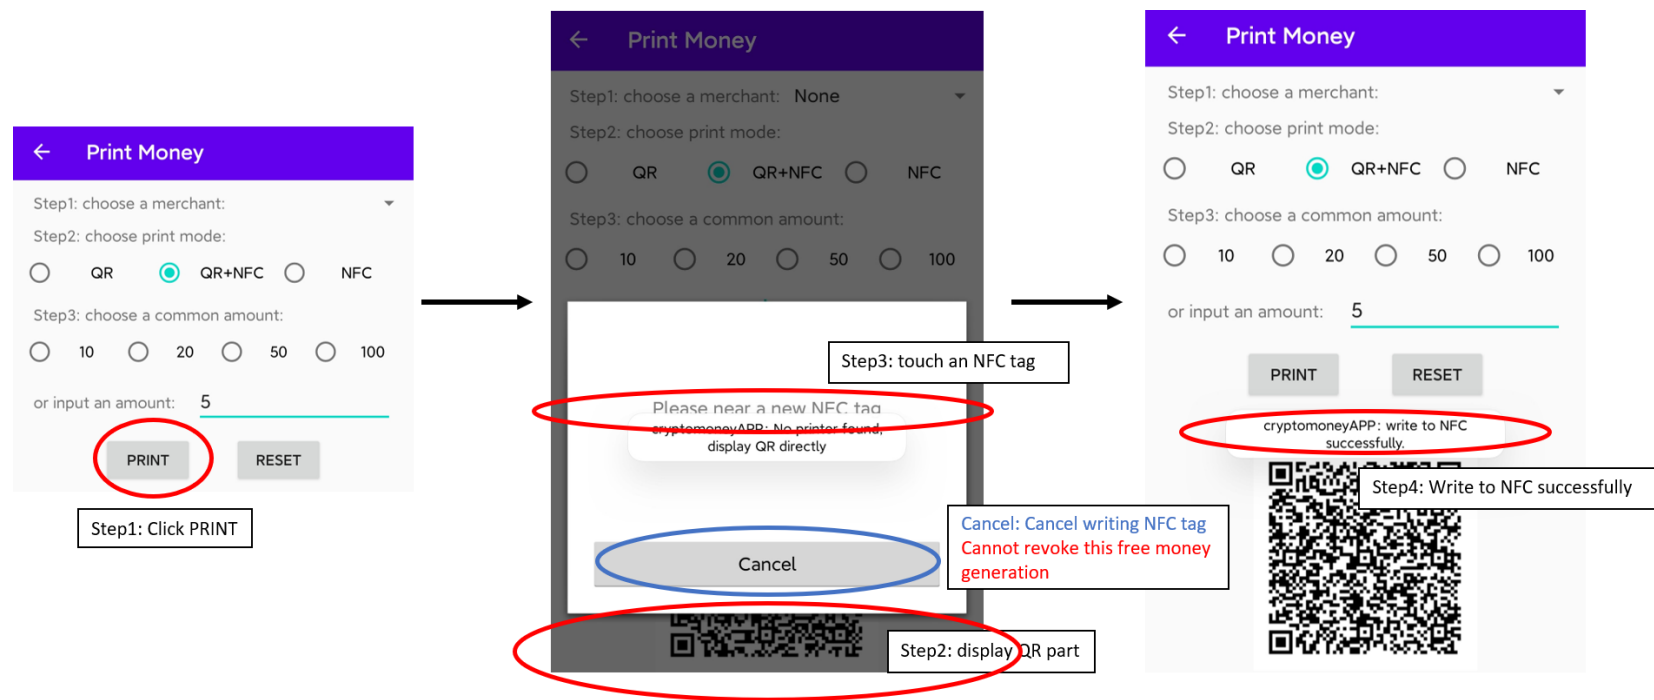 Print Money
Step1: choose a merchant:
Step2: choose print mode:
QR QR+NFC NFC
Step3: choose a common amount:
10 20 50 100
or input an amount: 5
PRINT RESET
Step1: Click PRINT
Print Money
Step1: choose a merchant: None
Step2: choose print mode:
QR QR+NFC NFC
Step3: choose a common amount:
10 20 50 100
Step3: touch an NFC tag
Please near a new NFC tag
cryptomoneyAPP: No printer found,
display QR directly
Cancel
Cancel: Cancel writing NFC tag
Cannot revoke this free money
generation
Step2: display QR part
Print Money
Step1: choose a merchant:
Step2: choose print mode:
QR QR+NFC NFC
Step3: choose a common amount:
10 20 50 100
or input an amount: 5
PRINT RESET
cryptomoneyAPP: write to NFC
successfully.
Step4: Write to NFC successfully